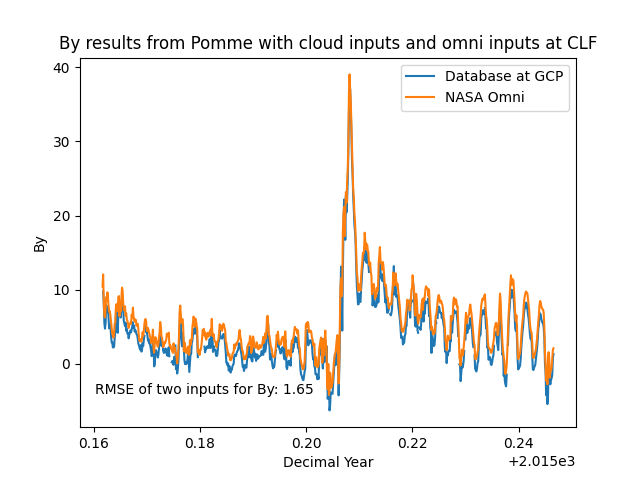 By results from Pomme with cloud inputs and omni inputs at CLF
Database at GCP
NASA Omni
40
30
20
10
0
By
RMSE of two inputs for By: 1.65
0.16
0.18
0.20
0.22
0.24
Decimal Year
+2.015e3